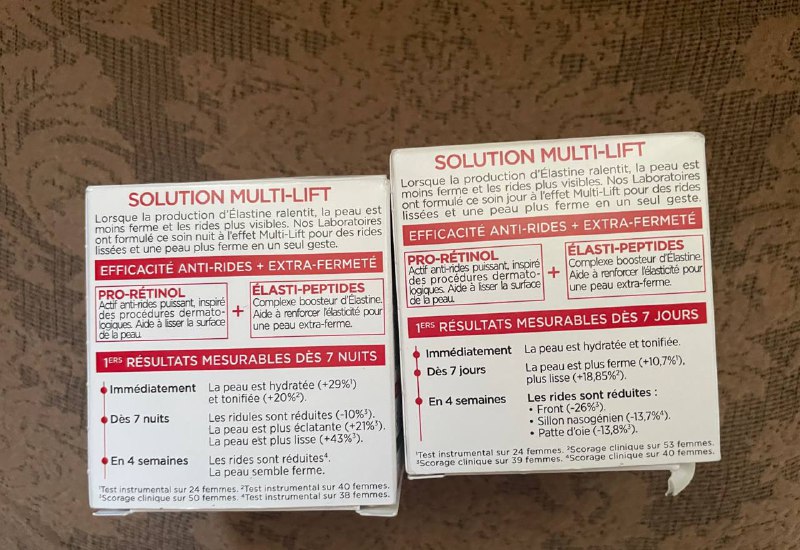 SOLUTION MULTI-LIFT
Lorsque la production d'Élastine ralentit, la peau est
moins ferme et les rides plus visibles. Nos Laboratoires
ont formulé ce soin nuit à l'effet Multi-Lift pour des rides
lissées et une peau plus ferme en un seul geste.
EFFICACITÉ ANTI-RIDES + EXTRA-FERMETÉ
PRO-RÉTINOL
Actif anti-rides puissant, inspiré
des procédures dermato-
logiques. Aide à lisser la surface
de la peau.
+
ÉLASTI-PEPTIDES
Complexe boosteur d'Élastine.
Aide à renforcer l'élasticité pour
une peau extra-ferme.
1ERS RÉSULTATS MESURABLES DÈS 7 NUITS
Immédiatement La peau est hydratée (+29%¹)
et tonifiée (+20%²).
Dès 7 nuits Les ridules sont réduites (-10%³).
La peau est plus éclatante (+21%³).
La peau est plus lisse (+43%³).
En 4 semaines Les rides sont réduites⁴.
La peau semble ferme.
¹Test instrumental sur 24 femmes. ²Test instrumental sur 40 femmes.
³Scorage clinique sur 50 femmes. ⁴Test instrumental sur 38 femmes.
SOLUTION MULTI-LIFT
Lorsque la production d'Élastine ralentit, la peau est
moins ferme et les rides plus visibles. Nos Laboratoires
ont formulé ce soin jour à l'effet Multi-Lift pour des rides
lissées et une peau plus ferme en un seul geste.
EFFICACITÉ ANTI-RIDES + EXTRA-FERMETÉ
PRO-RÉTINOL
Actif anti-rides puissant, inspiré
des procédures dermato-
logiques. Aide à lisser la surface
de la peau.
+
ÉLASTI-PEPTIDES
Complexe boosteur d'Élastine.
Aide à renforcer l'élasticité pour
une peau extra-ferme.
1ERS RÉSULTATS MESURABLES DÈS 7 JOURS
Immédiatement La peau est hydratée et tonifiée.
Dès 7 jours La peau est plus ferme (+10,7%¹),
plus lisse (+18,85%²).
En 4 semaines Les rides sont réduites :
• Front (-26%³).
• Sillon nasogénien (-13,7%⁴).
• Patte d'oie (-13,8%³).
¹Test instrumental sur 24 femmes. ²Scorage clinique sur 53 femmes.
³Scorage clinique sur 39 femmes. ⁴Scorage clinique sur 40 femmes.